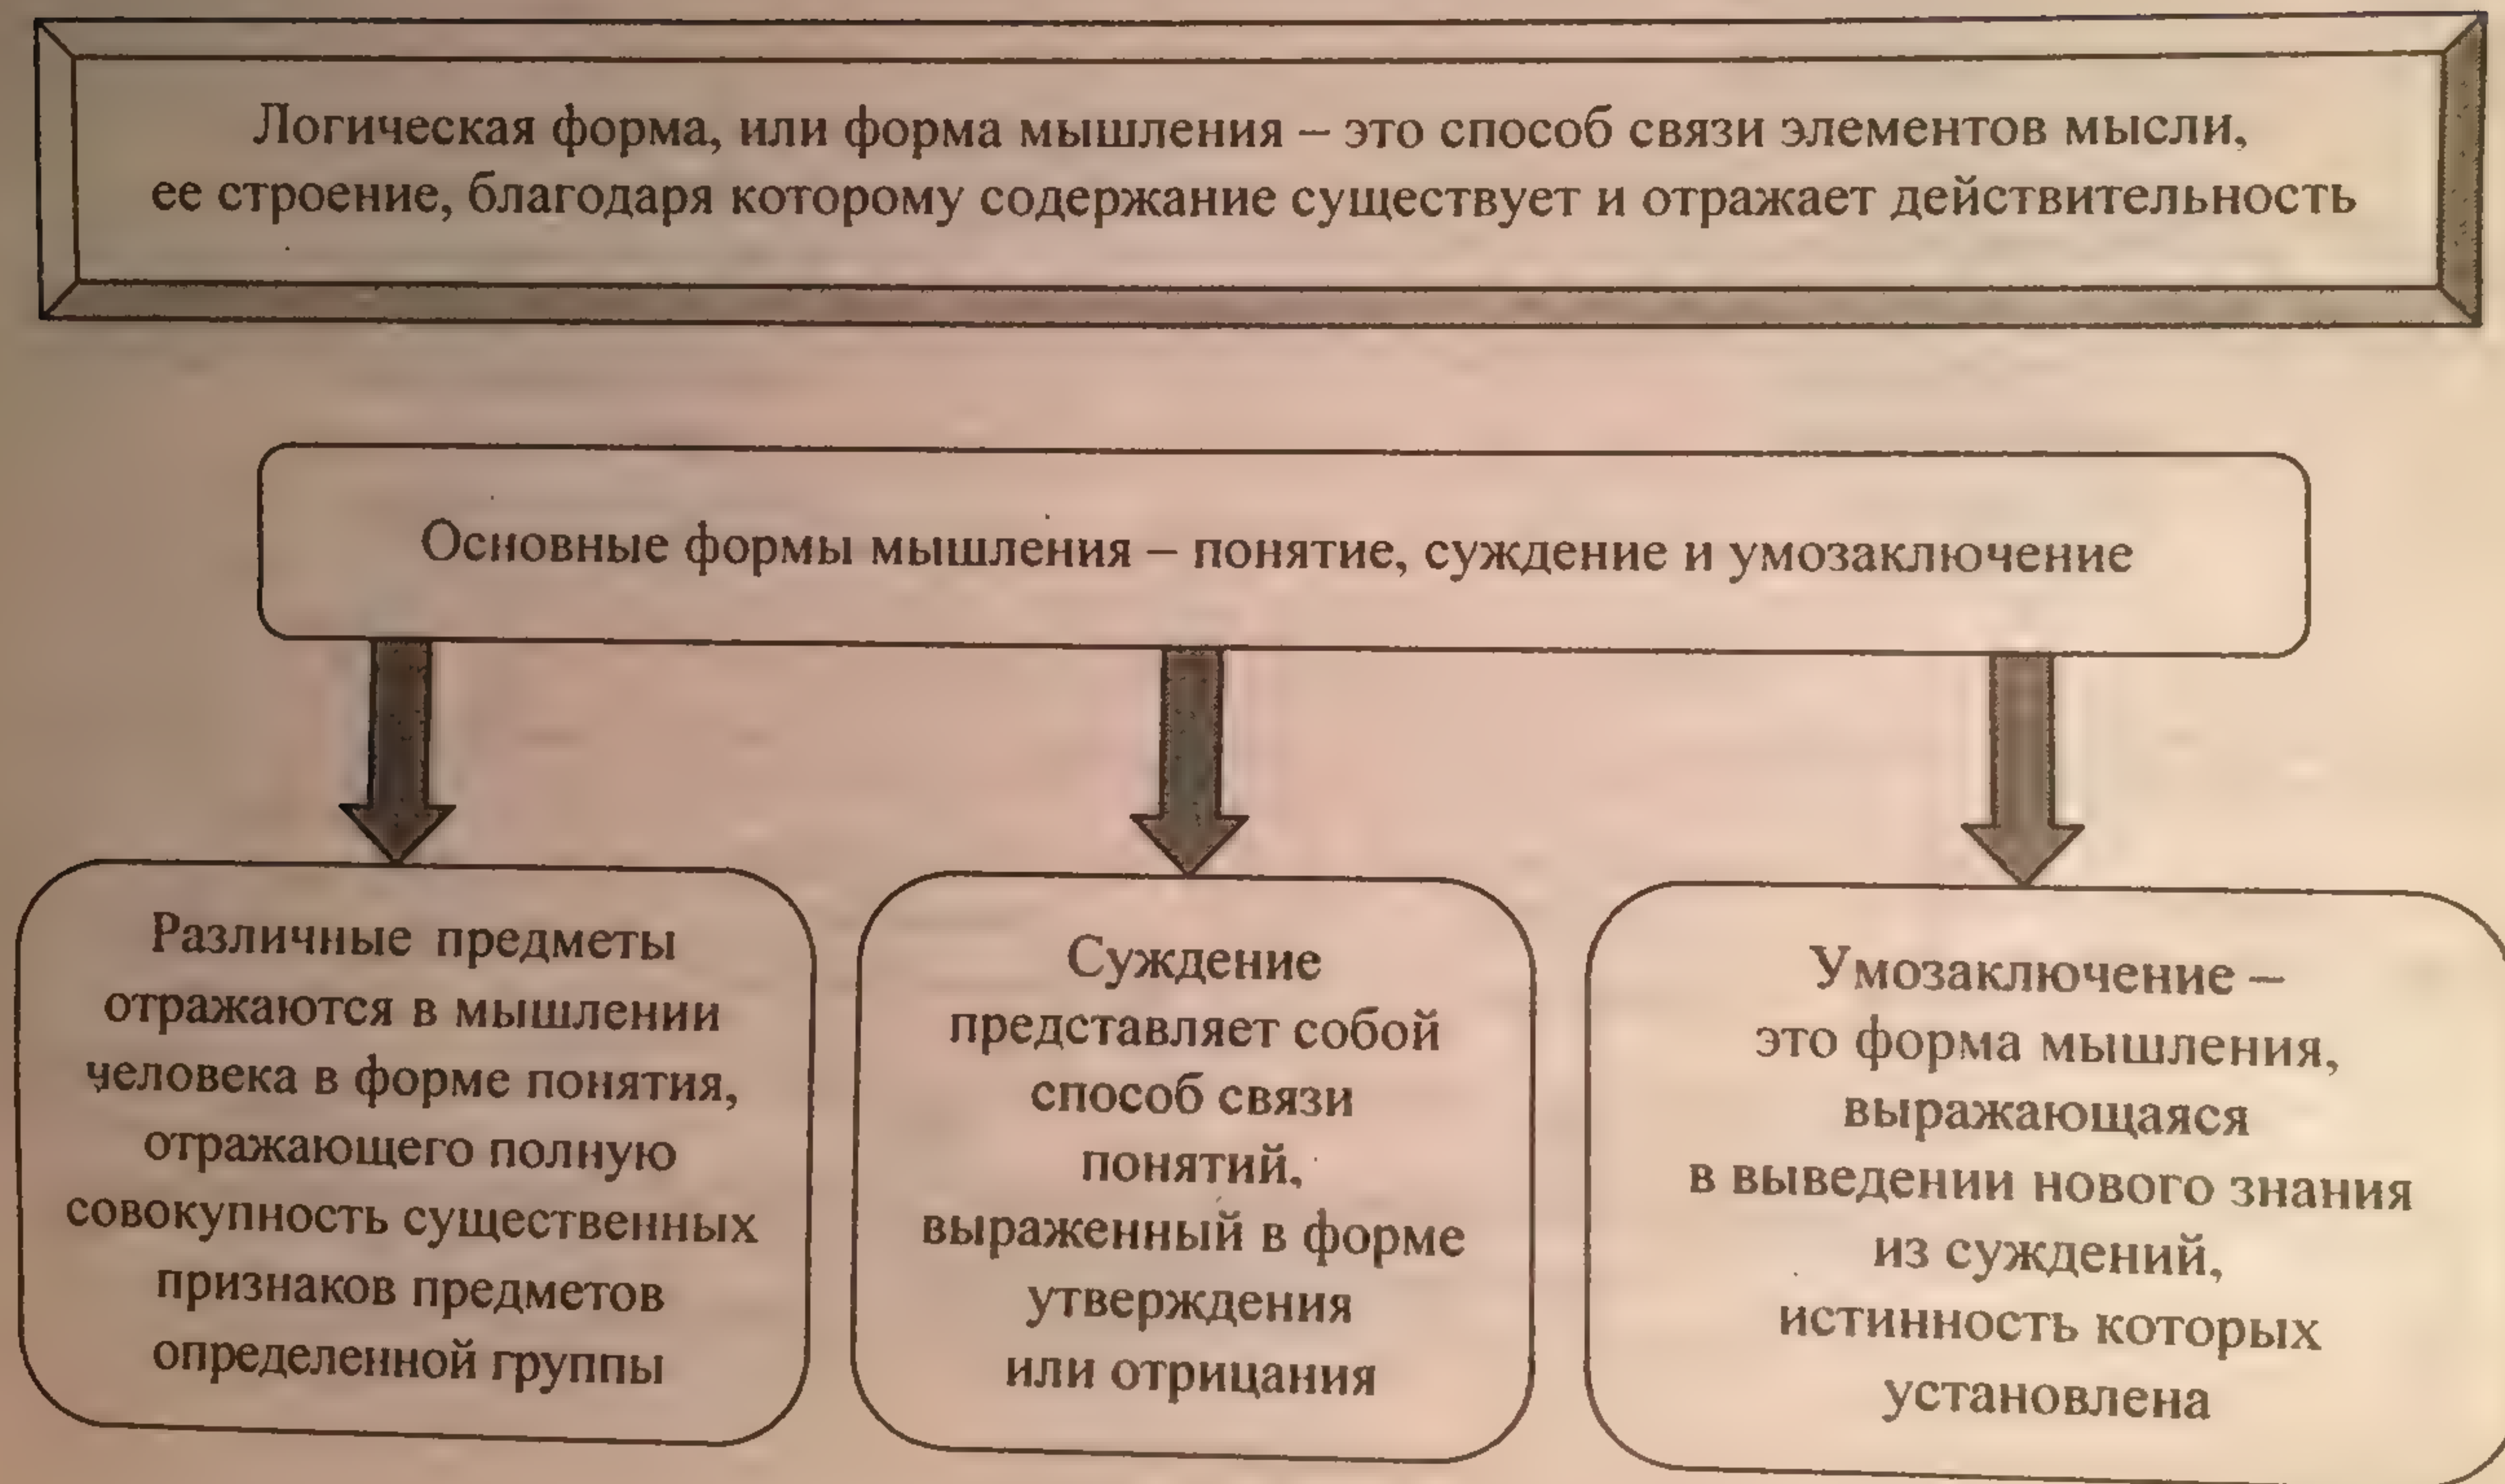 Логическая форма, или форма мышления – это способ связи элементов мысли,
ее строение, благодаря которому содержание существует и отражает действительность
Основные формы мышления – понятие, суждение и умозаключение
Различные предметы
отражаются в мышлении
человека в форме понятия,
отражающего полную
совокупность существенных
признаков предметов
определенной группы
Суждение
представляет собой
способ связи
понятий,
выраженный в форме
утверждения
или отрицания
Умозаключение –
это форма мышления,
выражающаяся
в выведении нового знания
из суждений,
истинность которых
установлена